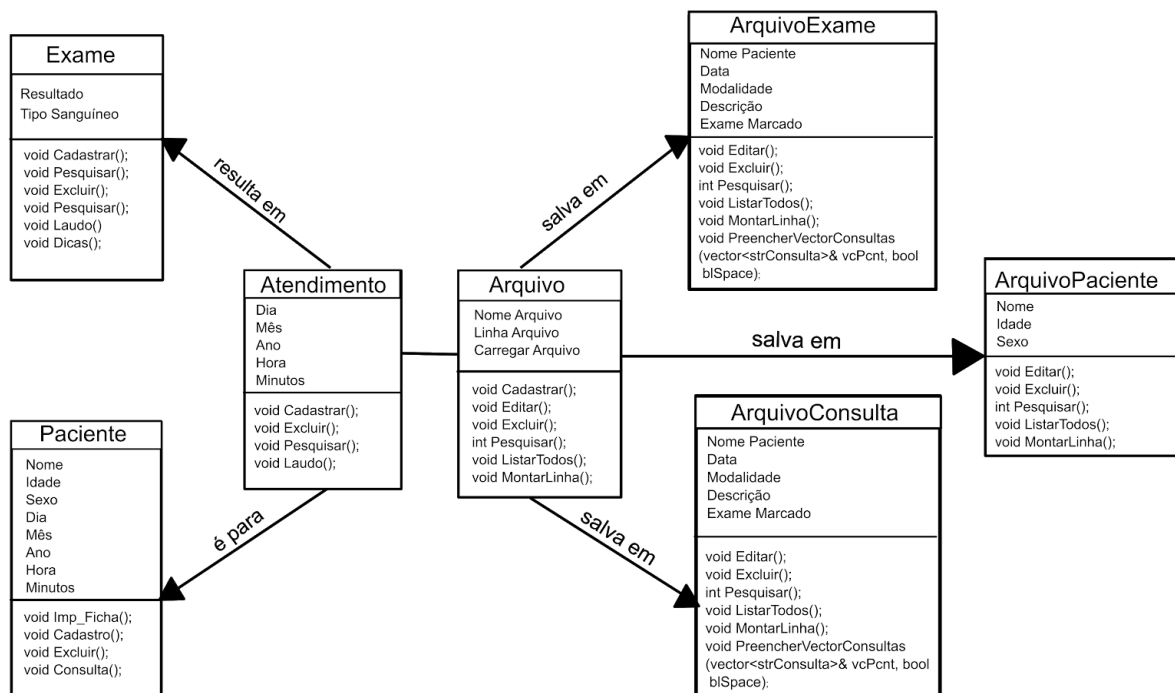 Exame
Resultado
Tipo Sanguíneo
void Cadastrar();
void Pesquisar();
void Excluir();
void Pesquisar();
void Laudo()
void Dicas();
resulta em
Atendimento
Dia
Mês
Ano
Hora
Minutos
void Cadastrar();
void Excluir();
void Pesquisar();
void Laudo();
é para
Paciente
Nome
Idade
Sexo
Dia
Mês
Ano
Hora
Minutos
void Imp_Ficha();
void Cadastro();
void Excluir();
void Consulta();
Arquivo
Nome Arquivo
Linha Arquivo
Carregar Arquivo
void Cadastrar();
void Editar();
void Excluir();
int Pesquisar();
void ListarTodos();
void MontarLinha();
salva em
ArquivoExame
Nome Paciente
Data
Modalidade
Descrição
Exame Marcado
void Editar();
void Excluir();
int Pesquisar();
void ListarTodos();
void MontarLinha();
void PreencherVectorConsultas
(vector<strConsulta>& vcPcnt, bool
blSpace);
salva em
ArquivoPaciente
Nome
Idade
Sexo
void Editar();
void Excluir();
int Pesquisar();
void ListarTodos();
void MontarLinha();
salva em
ArquivoConsulta
Nome Paciente
Data
Modalidade
Descrição
Exame Marcado
void Editar();
void Excluir();
int Pesquisar();
void ListarTodos();
void MontarLinha();
void PreencherVectorConsultas
(vector<strConsulta>& vcPcnt, bool
blSpace);